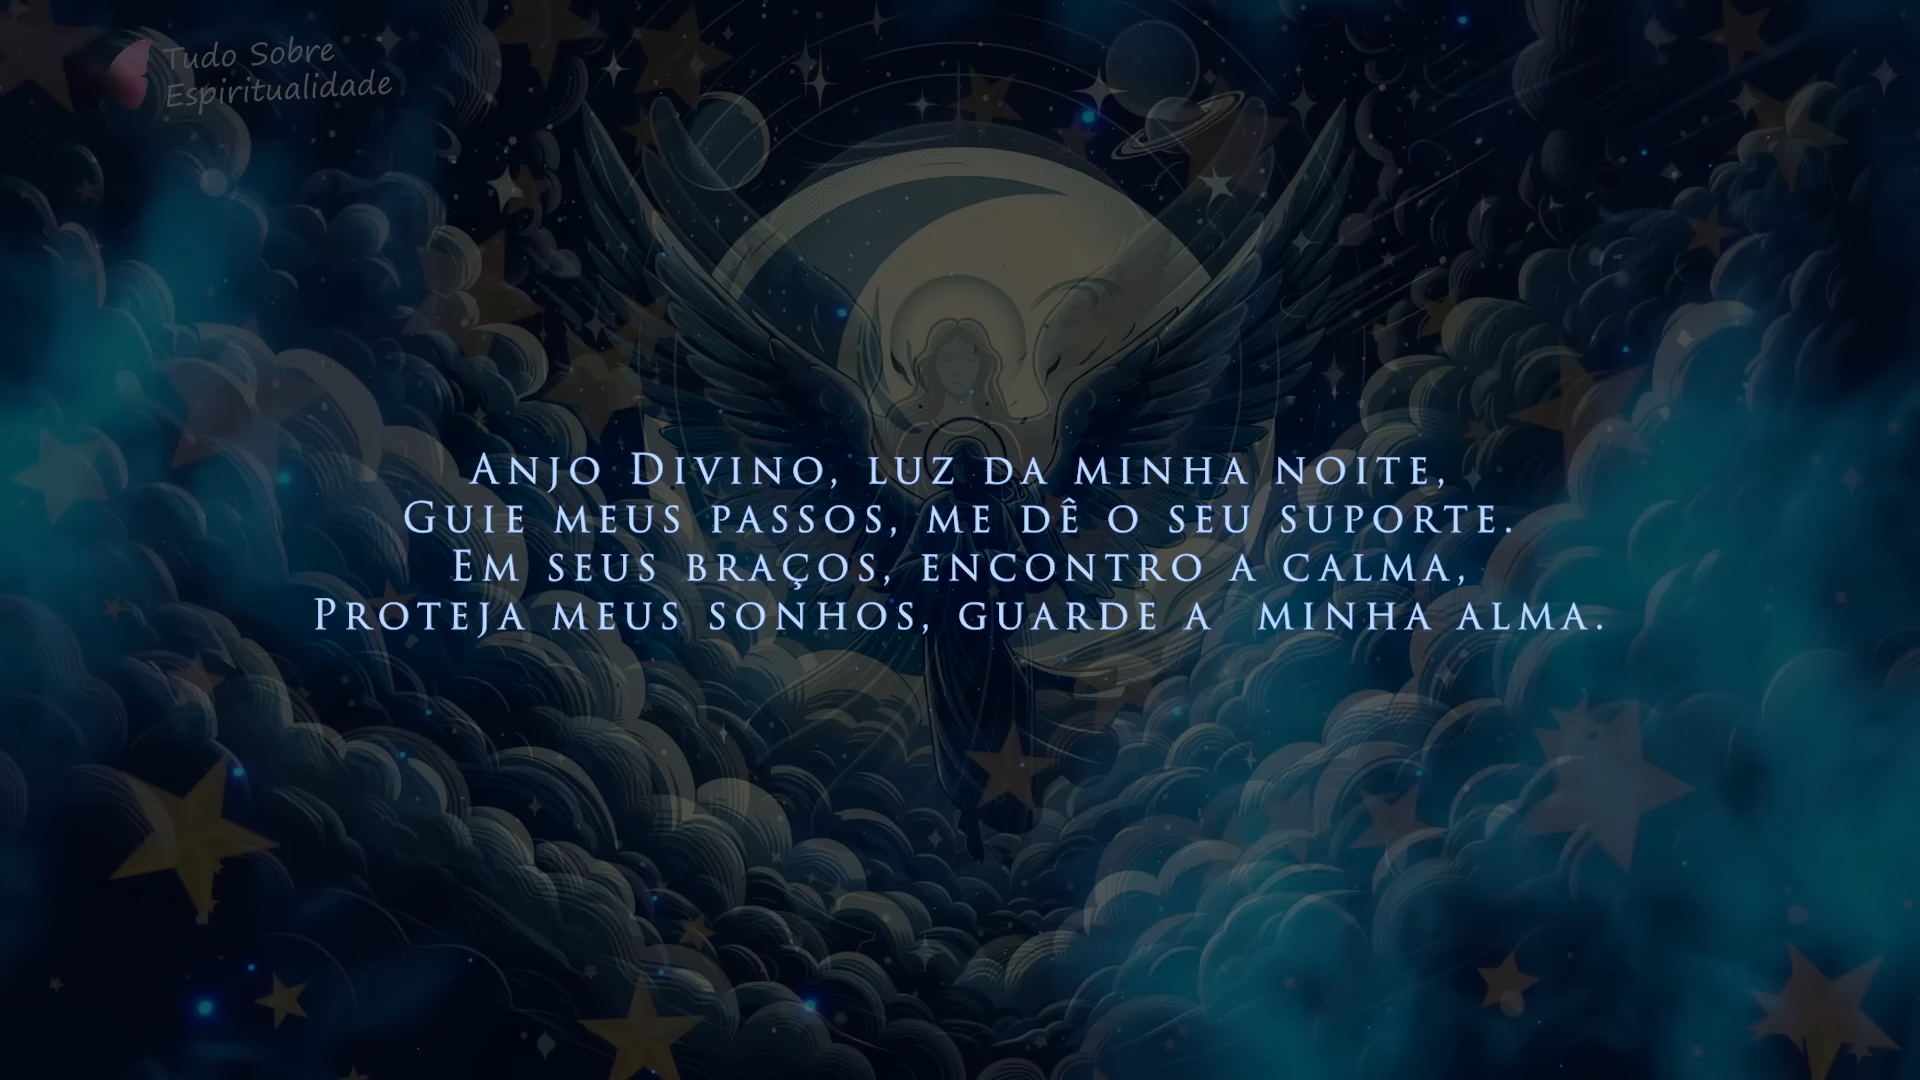 Tudo Sobre
Espiritualidade
Anjo Divino, luz da minha noite,
Guie meus passos, me dê o seu suporte.
Em seus braços, encontro a calma,
Proteja meus sonhos, guarde a minha alma.